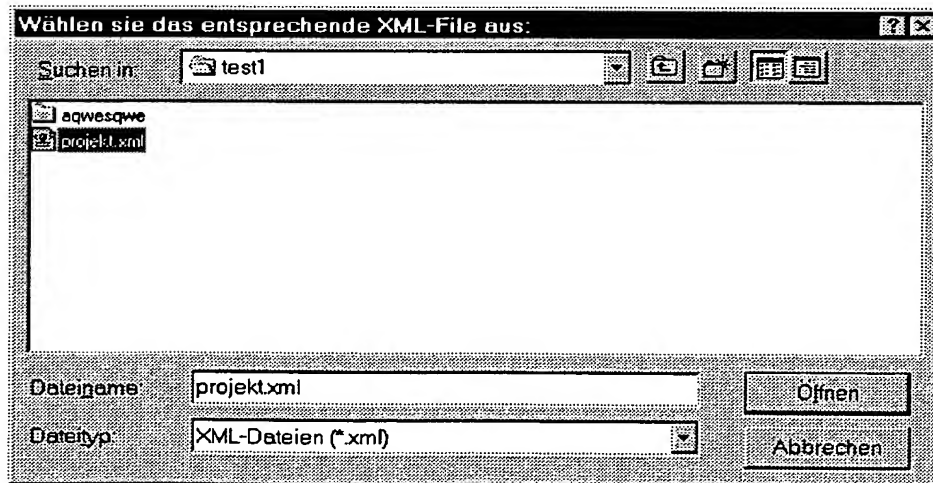 Wählen sie das entsprechende XML-File aus:
Suchen in: test1
aqwesqwe
projekt.xml
Dateiname: projekt.xml Öffnen
Dateityp: XML-Dateien (*.xml) Abbrechen